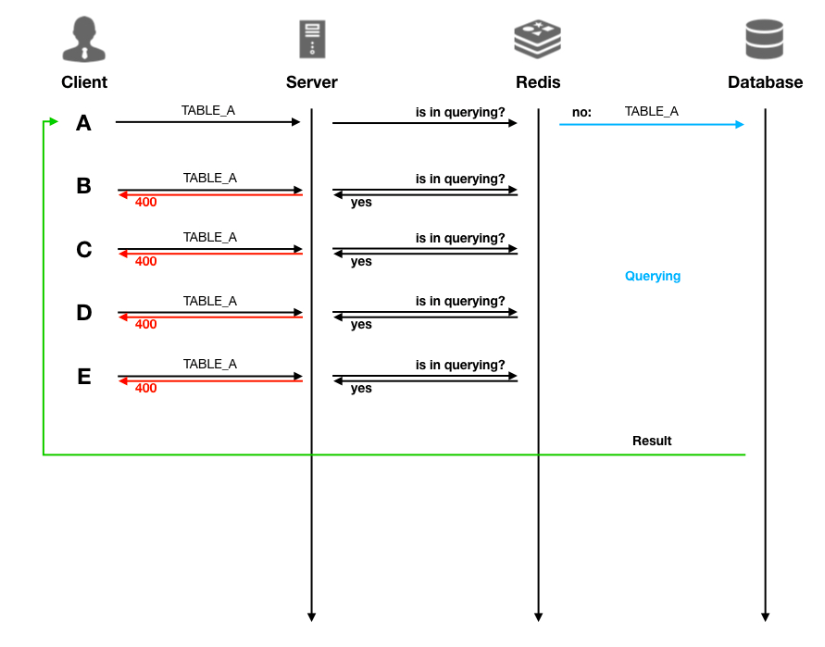 Client Server Redis Database
A TABLE_A is in querying? no: TABLE_A
B TABLE_A is in querying?
400 yes
C TABLE_A is in querying?
400 yes
Querying
D TABLE_A is in querying?
400 yes
E TABLE_A is in querying?
400 yes
Result